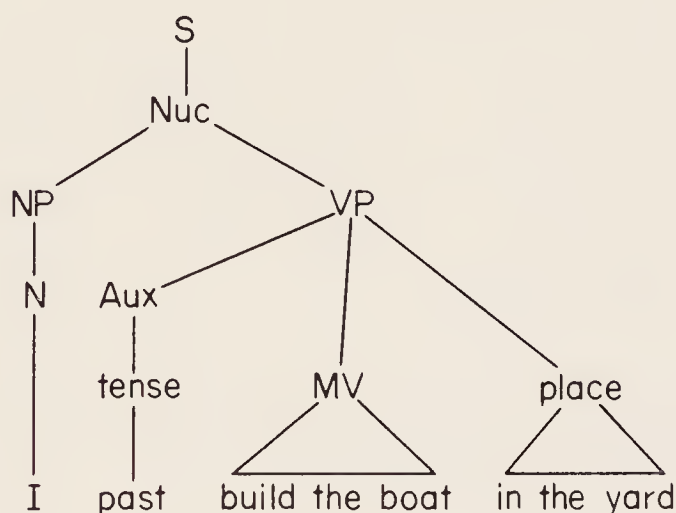 S
Nuc
NP VP
N Aux
tense MV place
I past build the boat in the yard